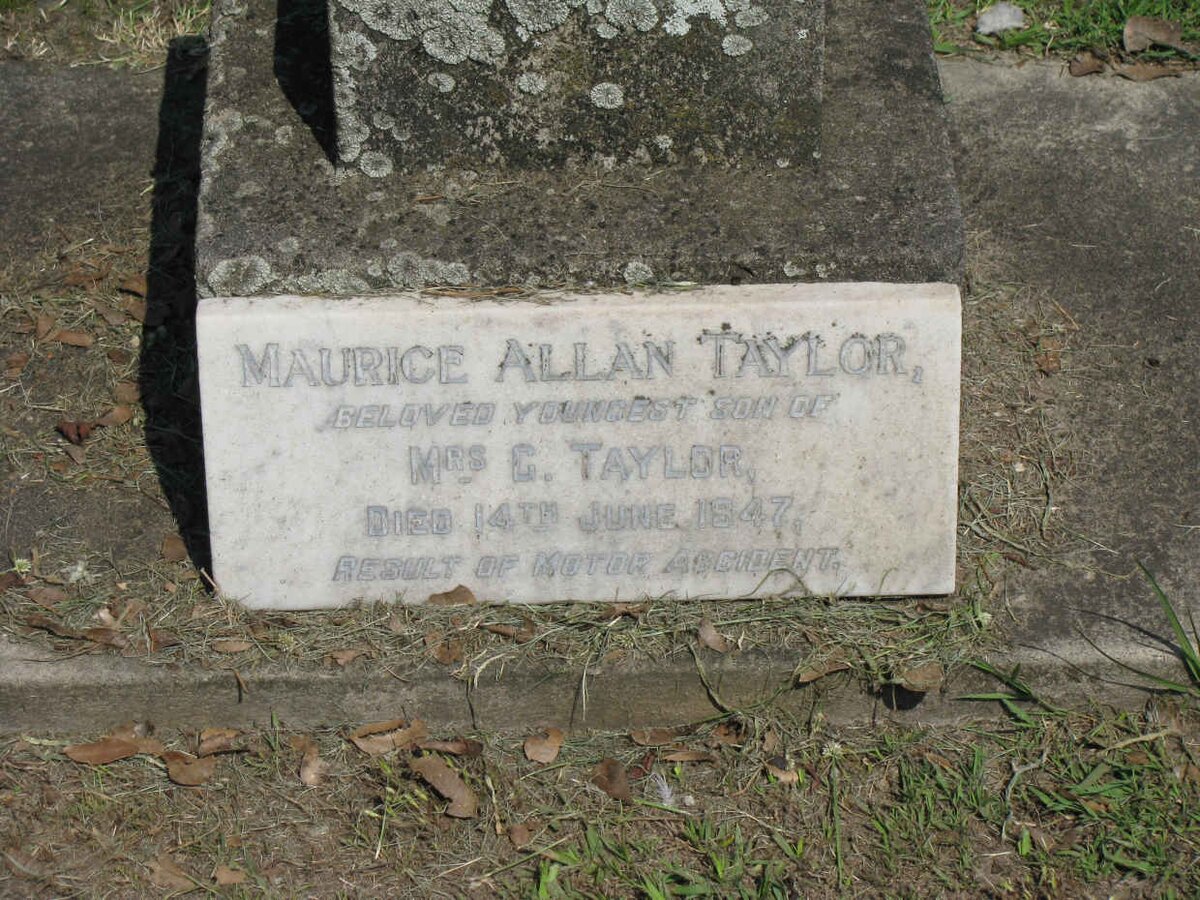 MAURICE ALLAN TAYLOR,
BELOVED YOUNGEST SON OF
MRS G. TAYLOR,
DIED 14TH JUNE 1947,
RESULT OF MOTOR ACCIDENT.